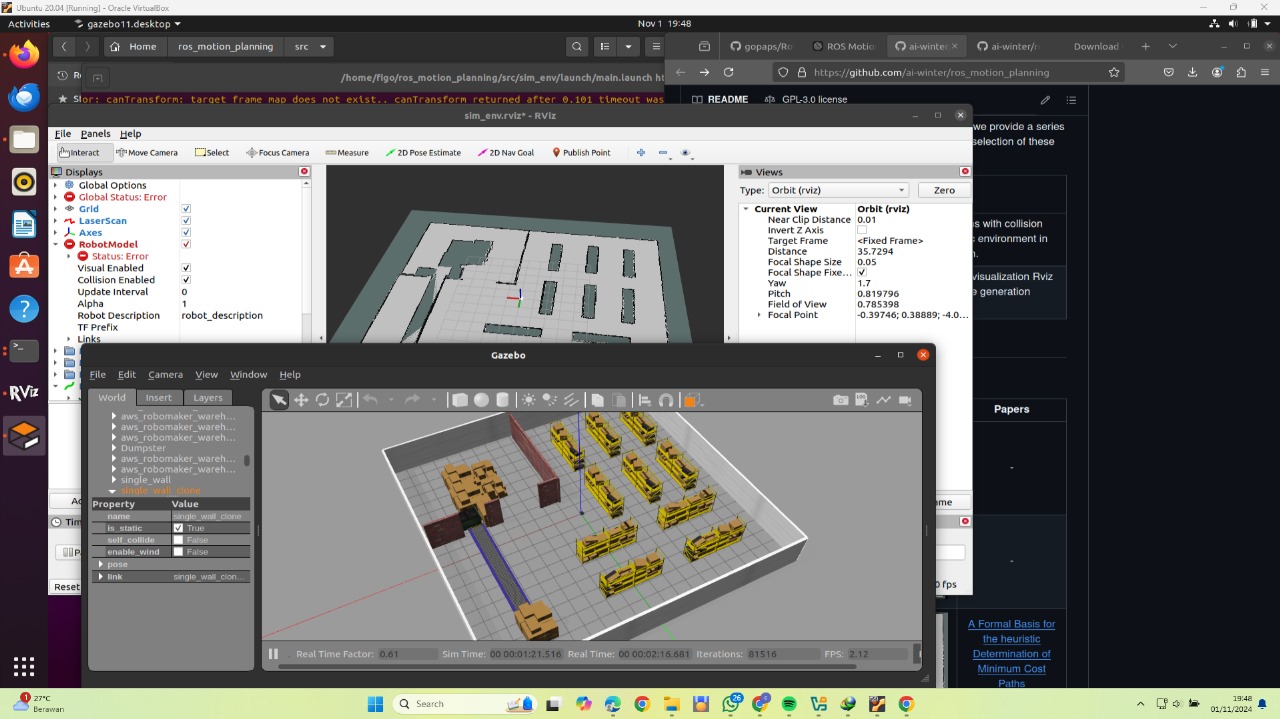 Ubuntu 20.04 [Running] - Oracle VirtualBox
Activities
gazebo11.desktop
Nov 1 19:48
Home
ros_motion_planning
src
gopaps/Ro
ROS Motio
ai-winter
ai-winter/r
Download
/home/figo/ros_motion_planning/src/sim_env/launch/main.launch ht
https://github.com/ai-winter/ros_motion_planning
lor: canTransform: target frame map does not exist.. canTransform returned after 0.101 timeout was
README
GPL-3.0 license
sim_env.rviz* - RViz
File Panels Help
Interact
Move Camera
Select
Focus Camera
Measure
2D Pose Estimate
2D Nav Goal
Publish Point
Displays
Global Options
Global Status: Error
Grid
LaserScan
Axes
RobotModel
Status: Error
Visual Enabled
Collision Enabled
Update Interval 0
Alpha 1
Robot Description robot_description
TF Prefix
Links
Views
Type: Orbit (rviz)
Zero
Current View Orbit (rviz)
Near Clip Distance 0.01
Invert Z Axis
Target Frame <Fixed Frame>
Distance 35.7294
Focal Shape Size 0.05
Focal Shape Fixe...
Yaw 1.7
Pitch 0.819796
Field of View 0.785398
Focal Point -0.39746; 0.38889; -4.0...
we provide a series
selection of these
s with collision
s environment in
n.
visualization Rviz
e generation
Papers
-
-
A Formal Basis for
the heuristic
Determination of
Minimum Cost
Paths
Gazebo
File Edit Camera View Window Help
World Insert Layers
aws_robomaker_wareh...
aws_robomaker_wareh...
aws_robomaker_wareh...
Dumpster
aws_robomaker_wareh...
aws_robomaker_wareh...
single_wall
single_wall_clone
Property Value
name single_wall_clone
is_static True
self_collide False
enable_wind False
pose
link single_wall_clon...
Real Time Factor: 0.61 Sim Time: 00 00:01:21.516 Real Time: 00 00:02:16.681 Iterations: 81516 FPS: 2.12
Tim
Reset
ame
0 fps
27°C
Berawan
Search
26
19:48
01/11/2024